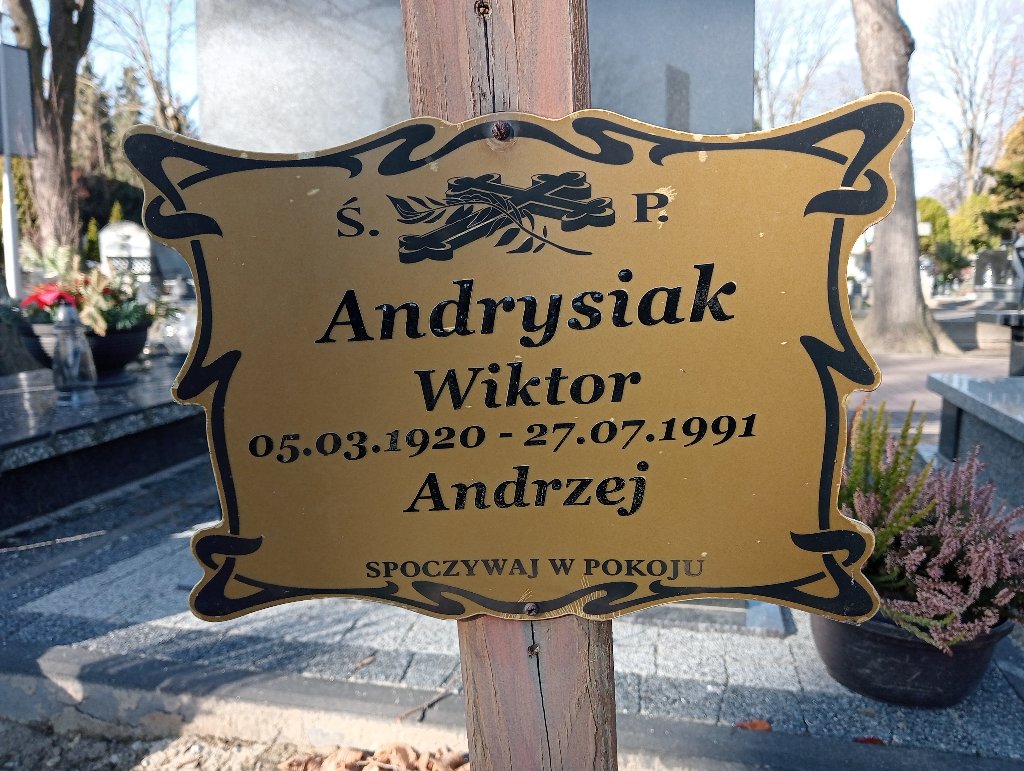 Ś. P.
Andrysiak
Wiktor
05.03.1920 - 27.07.1991
Andrzej
SPOCZYWAJ W POKOJU